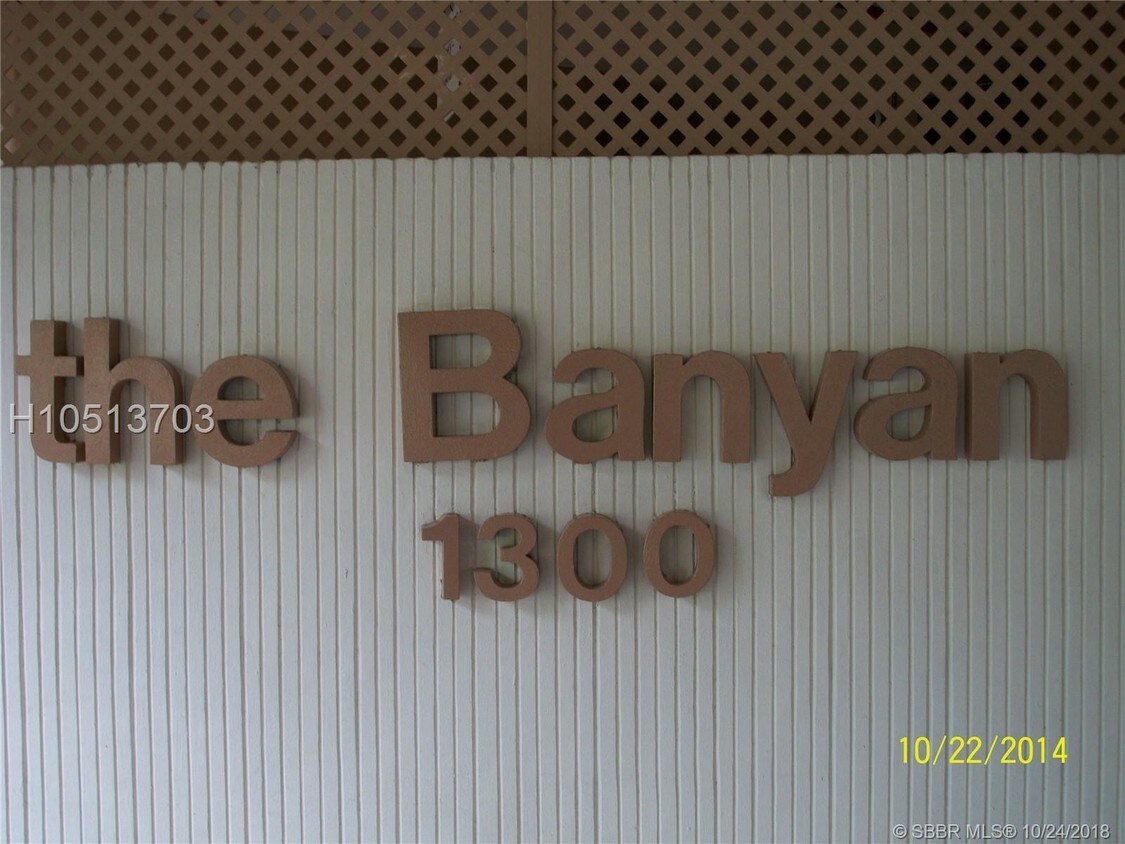 the Banyan
H10513703
1300
10/22/2014
© SBBR MLS® 10/24/2018